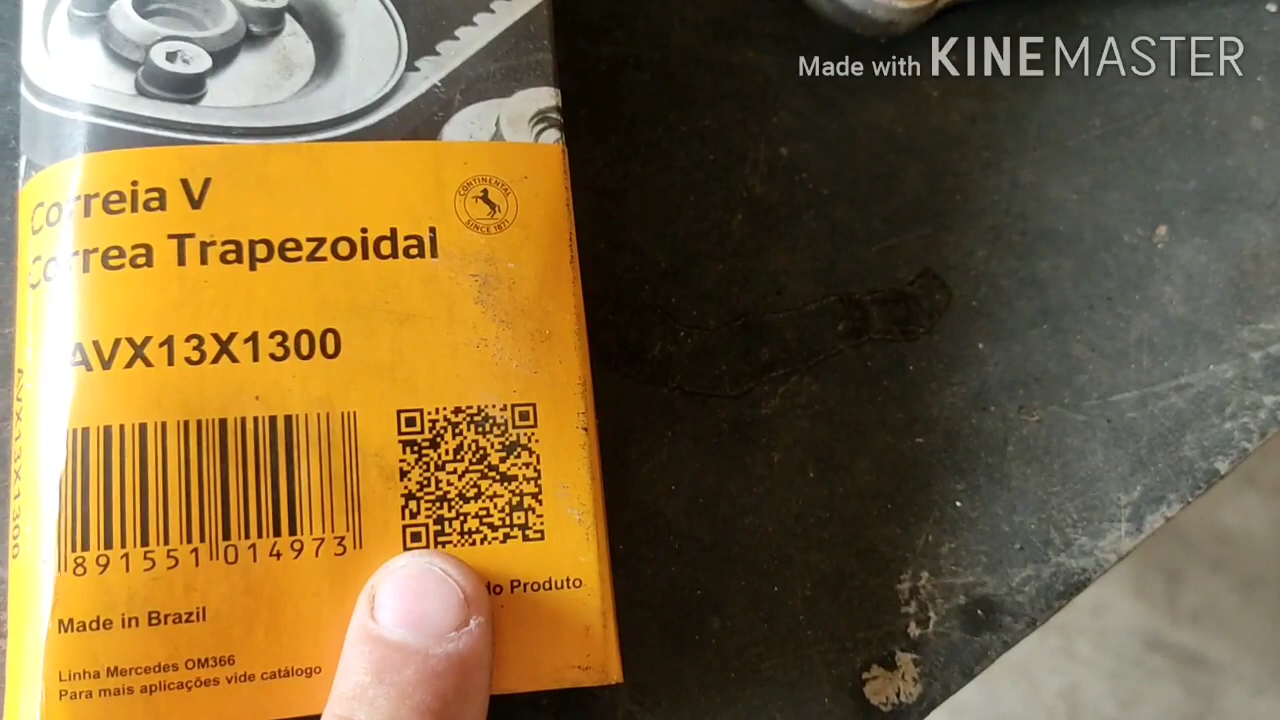 Made with KINEMASTER
Correia V
Correa Trapezoidal
CONTINENTAL
SINCE 1871
AVX13X1300
AVX13X1300
891551 014973
do Produto
Made in Brazil
Linha Mercedes OM366
Para mais aplicações vide catálogo